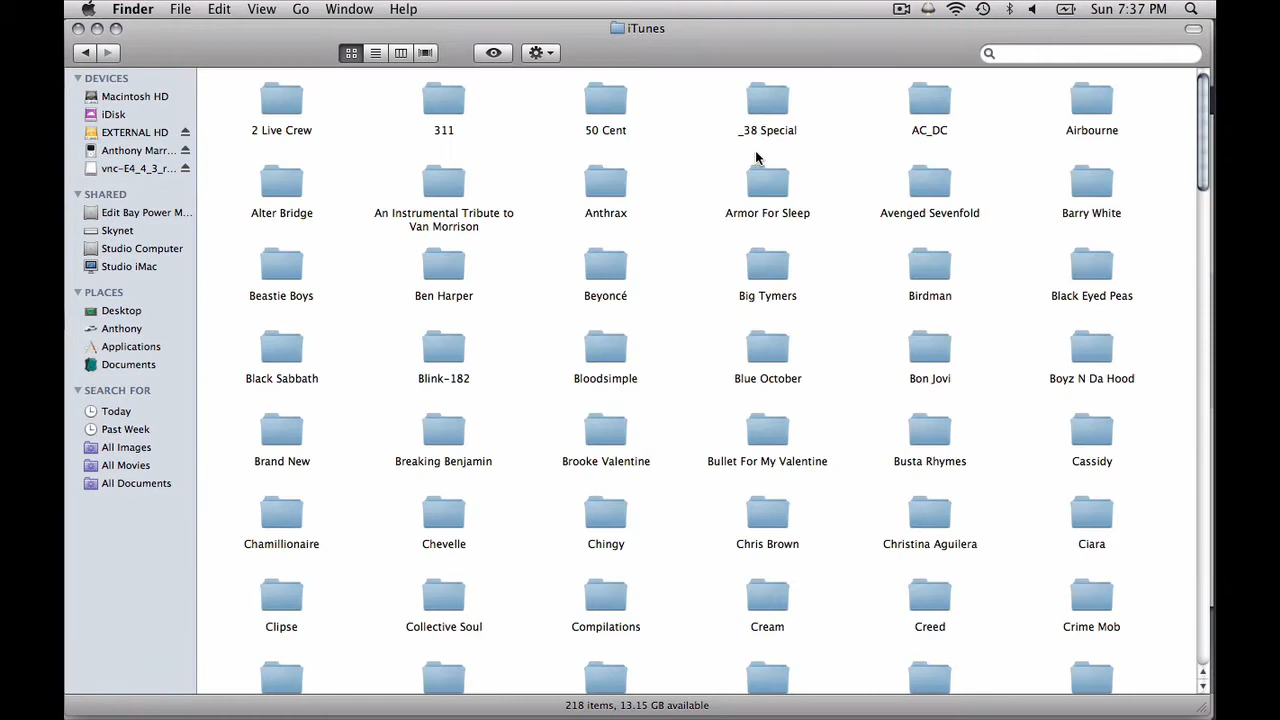 Finder File Edit View Go Window Help Sun 7:37 PM
iTunes
DEVICES
Macintosh HD
iDisk
EXTERNAL HD
Anthony Marr...
vnc-E4_4_3_r...
SHARED
Edit Bay Power M...
Skynet
Studio Computer
Studio iMac
PLACES
Desktop
Anthony
Applications
Documents
SEARCH FOR
Today
Past Week
All Images
All Movies
All Documents
2 Live Crew 311 50 Cent _38 Special AC_DC Airbourne
Alter Bridge An Instrumental Tribute to Anthrax Armor For Sleep Avenged Sevenfold Barry White
Van Morrison
Beastie Boys Ben Harper Beyoncé Big Tymers Birdman Black Eyed Peas
Black Sabbath Blink-182 Bloodsimple Blue October Bon Jovi Boyz N Da Hood
Brand New Breaking Benjamin Brooke Valentine Bullet For My Valentine Busta Rhymes Cassidy
Chamillionaire Chevelle Chingy Chris Brown Christina Aguilera Ciara
Clipse Collective Soul Compilations Cream Creed Crime Mob
218 items, 13.15 GB available